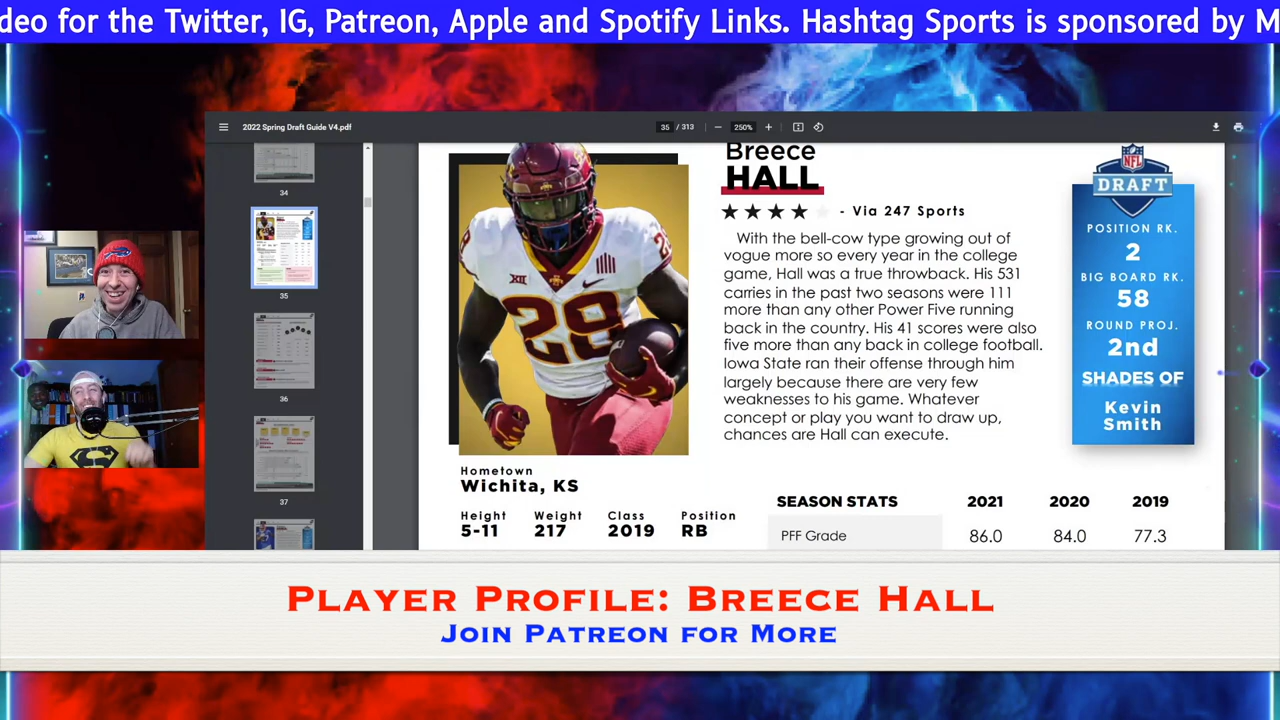 deo for the Twitter, IG, Patreon, Apple and Spotify Links. Hashtag Sports is sponsored by M
2022 Spring Draft Guide V4.pdf
35 / 313
250%
34
35
36
37
Breece
HALL
- Via 247 Sports
With the bell-cow type growing out of
vogue more so every year in the college
game, Hall was a true throwback. His 531
carries in the past two seasons were 111
more than any other Power Five running
back in the country. His 41 scores were also
five more than any back in college football.
Iowa State ran their offense through him
largely because there are very few
weaknesses to his game. Whatever
concept or play you want to draw up,
chances are Hall can execute.
NFL
DRAFT
POSITION RK.
2
BIG BOARD RK.
58
ROUND PROJ.
2nd
SHADES OF
Kevin
Smith
XII
28
Hometown
Wichita, KS
Height Weight Class Position
5-11 217 2019 RB
SEASON STATS 2021 2020 2019
PFF Grade 86.0 84.0 77.3
Player Profile: Breece Hall
Join Patreon for More